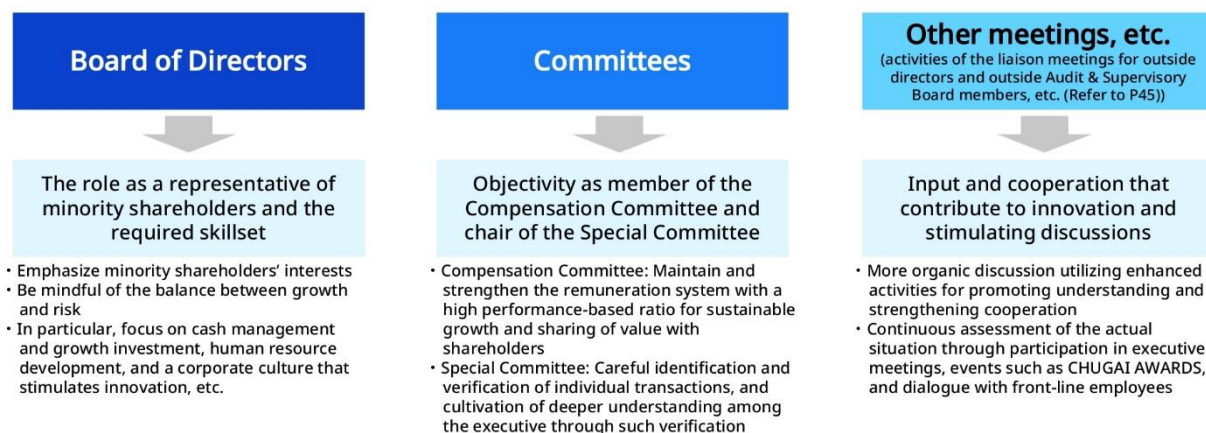 Board of Directors
The role as a representative of
minority shareholders and the
required skillset
・Emphasize minority shareholders’ interests
・Be mindful of the balance between growth
and risk
・In particular, focus on cash management
and growth investment, human resource
development, and a corporate culture that
stimulates innovation, etc.
Committees
Objectivity as member of the
Compensation Committee and
chair of the Special Committee
・Compensation Committee: Maintain and
strengthen the remuneration system with a
high performance-based ratio for sustainable
growth and sharing of value with
shareholders
・Special Committee: Careful identification and
verification of individual transactions, and
cultivation of deeper understanding among
the executive through such verification
Other meetings, etc.
(activities of the liaison meetings for outside
directors and outside Audit & Supervisory
Board members, etc. (Refer to P45))
Input and cooperation that
contribute to innovation and
stimulating discussions
・More organic discussion utilizing enhanced
activities for promoting understanding and
strengthening cooperation
・Continuous assessment of the actual
situation through participation in executive
meetings, events such as CHUGAI AWARDS,
and dialogue with front-line employees